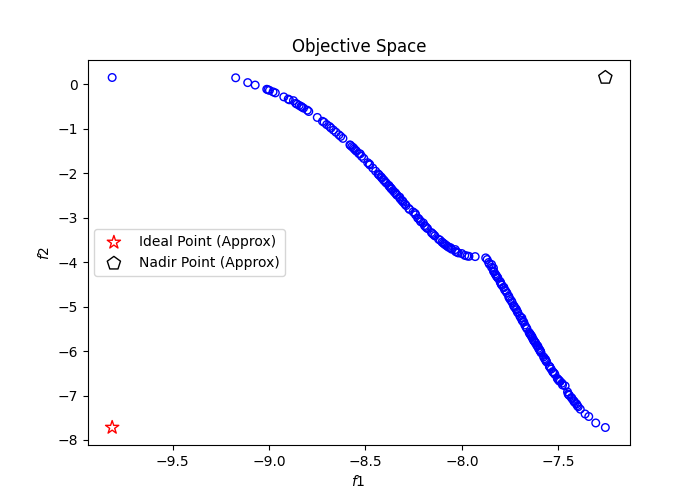 Objective Space
f2
0
−1
−2
−3
−4
−5
−6
−7
−8
Ideal Point (Approx)
Nadir Point (Approx)
−9.5 −9.0 −8.5 −8.0 −7.5
f1